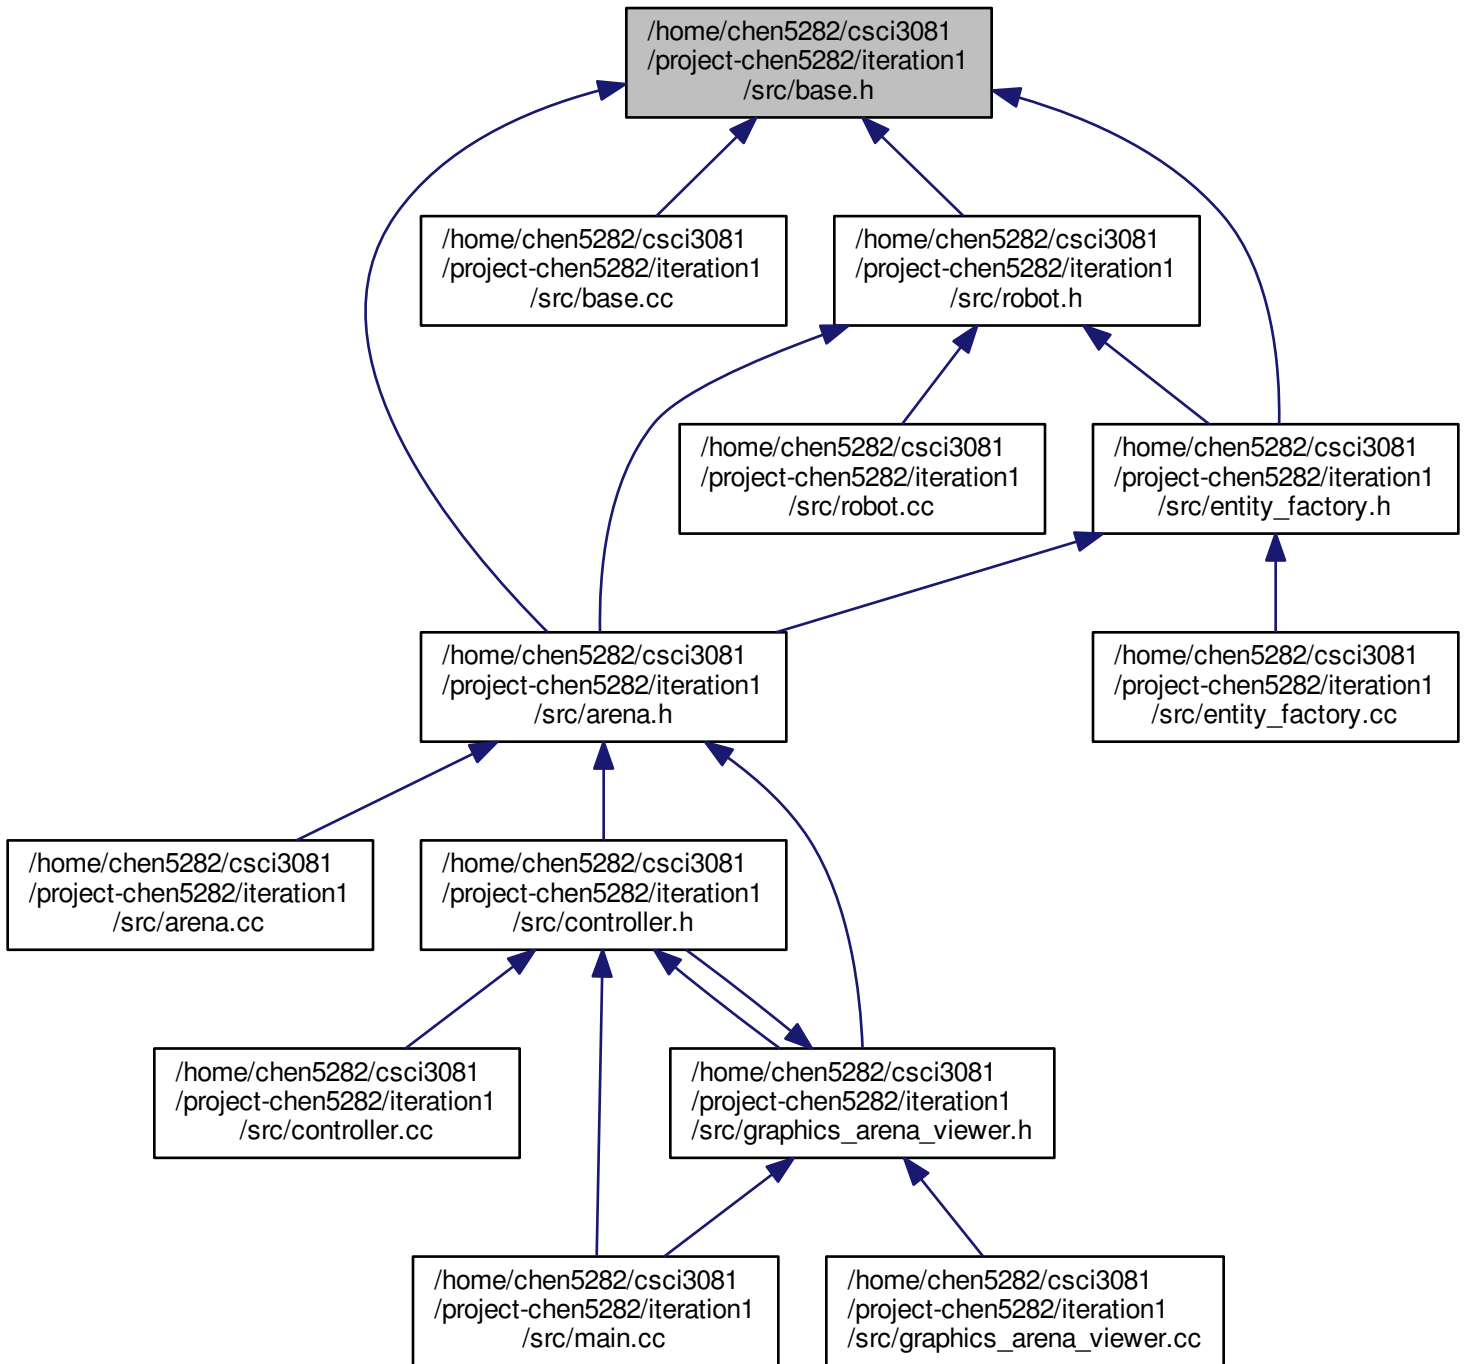 /home/chen5282/csci3081
/project-chen5282/iteration1
/src/base.h
/home/chen5282/csci3081
/project-chen5282/iteration1
/src/base.cc
/home/chen5282/csci3081
/project-chen5282/iteration1
/src/robot.h
/home/chen5282/csci3081
/project-chen5282/iteration1
/src/robot.cc
/home/chen5282/csci3081
/project-chen5282/iteration1
/src/entity_factory.h
/home/chen5282/csci3081
/project-chen5282/iteration1
/src/arena.h
/home/chen5282/csci3081
/project-chen5282/iteration1
/src/entity_factory.cc
/home/chen5282/csci3081
/project-chen5282/iteration1
/src/arena.cc
/home/chen5282/csci3081
/project-chen5282/iteration1
/src/controller.h
/home/chen5282/csci3081
/project-chen5282/iteration1
/src/controller.cc
/home/chen5282/csci3081
/project-chen5282/iteration1
/src/graphics_arena_viewer.h
/home/chen5282/csci3081
/project-chen5282/iteration1
/src/main.cc
/home/chen5282/csci3081
/project-chen5282/iteration1
/src/graphics_arena_viewer.cc